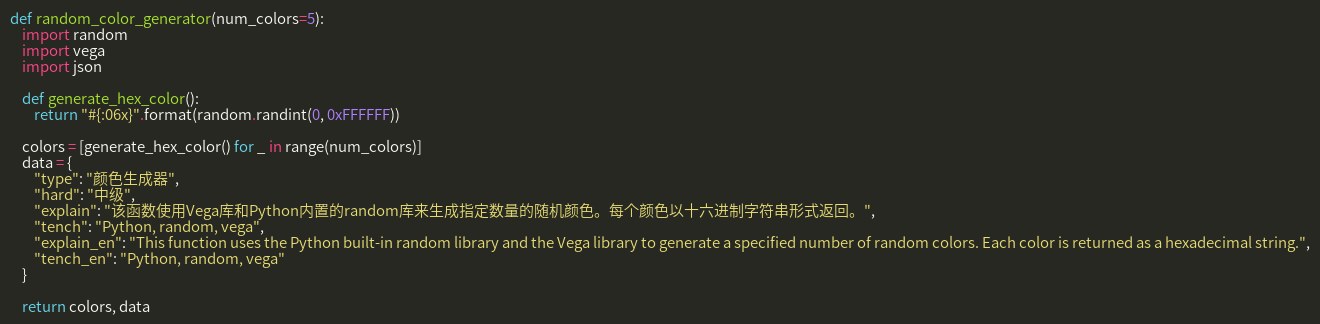 def random_color_generator(num_colors=5):
    import random
    import vega
    import json

    def generate_hex_color():
        return "#{:06x}".format(random.randint(0, 0xFFFFFF))

    colors = [generate_hex_color() for _ in range(num_colors)]
    data = {
        "type": "颜色生成器",
        "hard": "中级",
        "explain": "该函数使用Vega库和Python内置的random库来生成指定数量的随机颜色。每个颜色以十六进制字符串形式返回。",
        "tench": "Python, random, vega",
        "explain_en": "This function uses the Python built-in random library and the Vega library to generate a specified number of random colors. Each color is returned as a hexadecimal string.",
        "tench_en": "Python, random, vega"
    }

    return colors, data